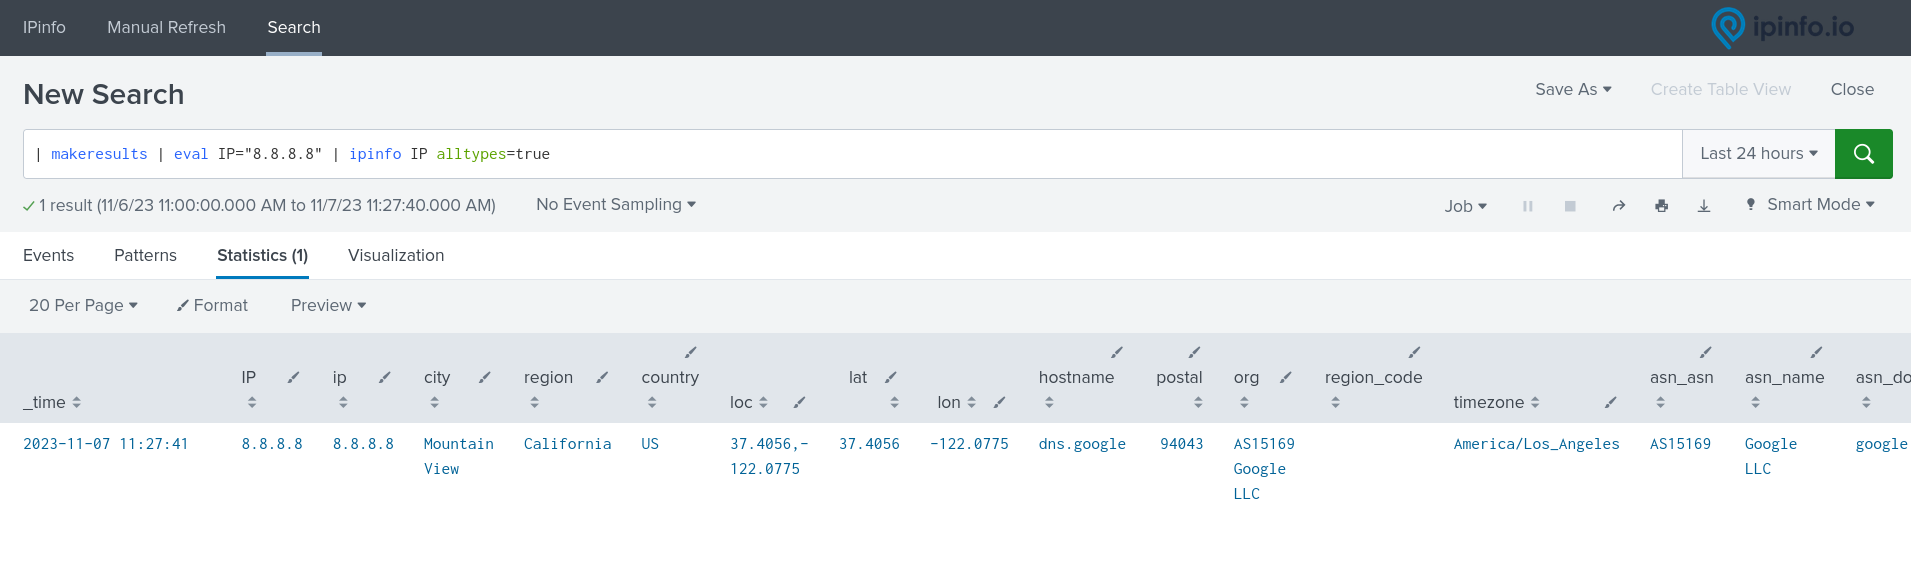 IPinfo Manual Refresh Search ipinfo.io
New Search Save As Create Table View Close
| makeresults | eval IP="8.8.8.8" | ipinfo IP alltypes=true Last 24 hours
1 result (11/6/23 11:00:00.000 AM to 11/7/23 11:27:40.000 AM) No Event Sampling Job Smart Mode
Events Patterns Statistics (1) Visualization
20 Per Page Format Preview
_time IP ip city region country loc lat lon hostname postal org region_code timezone asn_asn asn_name asn_do
2023-11-07 11:27:41 8.8.8.8 8.8.8.8 Mountain California US 37.4056,- 37.4056 -122.0775 dns.google 94043 AS15169 America/Los_Angeles AS15169 Google google
View 122.0775 Google LLC
LLC